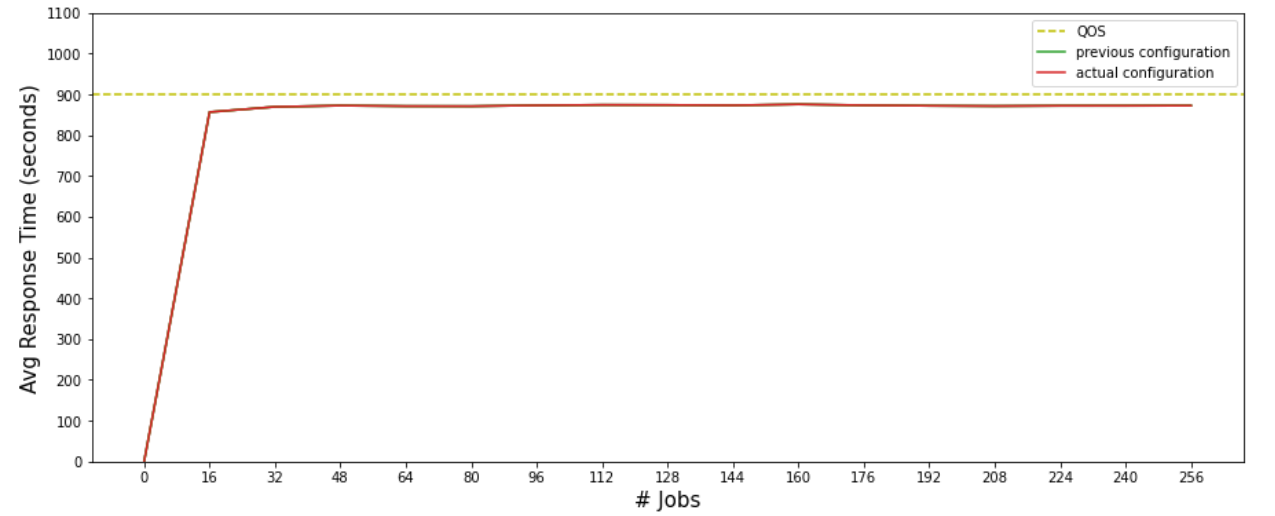 1100
1000
900
800
700
600
500
400
300
200
100
0
Avg Response Time (seconds)
QOS
previous configuration
actual configuration
0 16 32 48 64 80 96 112 128 144 160 176 192 208 224 240 256
# Jobs